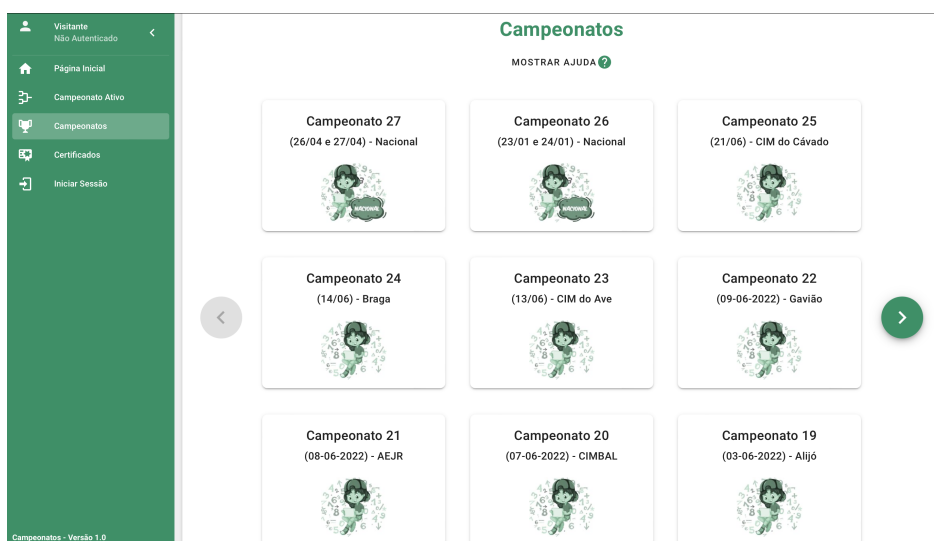 Visitante
Não Autenticado
Página Inicial
Campeonato Ativo
Campeonatos
Certificados
Iniciar Sessão
Campeonatos - Versão 1.0
Campeonatos
MOSTRAR AJUDA ?
Campeonato 27
(26/04 e 27/04) - Nacional
NACIONAL
Campeonato 26
(23/01 e 24/01) - Nacional
NACIONAL
Campeonato 25
(21/06) - CIM do Cávado
Campeonato 24
(14/06) - Braga
Campeonato 23
(13/06) - CIM do Ave
Campeonato 22
(09-06-2022) - Gavião
Campeonato 21
(08-06-2022) - AEJR
Campeonato 20
(07-06-2022) - CIMBAL
Campeonato 19
(03-06-2022) - Alijó